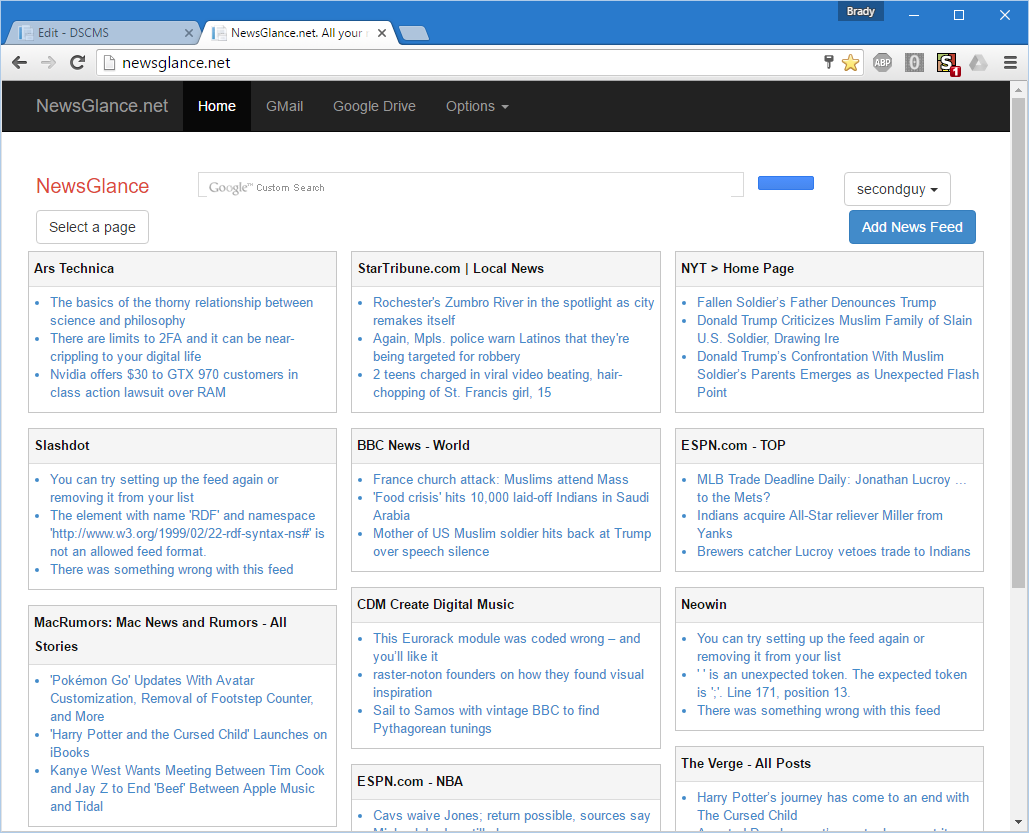 Brady
Edit - DSCMS
NewsGlance.net. All your
newsglance.net
ABP
0
S
1
NewsGlance.net
Home
GMail
Google Drive
Options
NewsGlance
Google™ Custom Search
secondguy
Select a page
Add News Feed
Ars Technica
The basics of the thorny relationship between
science and philosophy
There are limits to 2FA and it can be near-
crippling to your digital life
Nvidia offers $30 to GTX 970 customers in
class action lawsuit over RAM
StarTribune.com | Local News
Rochester's Zumbro River in the spotlight as city
remakes itself
Again, Mpls. police warn Latinos that they're
being targeted for robbery
2 teens charged in viral video beating, hair-
chopping of St. Francis girl, 15
NYT > Home Page
Fallen Soldier's Father Denounces Trump
Donald Trump Criticizes Muslim Family of Slain
U.S. Soldier, Drawing Ire
Donald Trump's Confrontation With Muslim
Soldier's Parents Emerges as Unexpected Flash
Point
Slashdot
You can try setting up the feed again or
removing it from your list
The element with name 'RDF' and namespace
'http://www.w3.org/1999/02/22-rdf-syntax-ns#' is
not an allowed feed format.
There was something wrong with this feed
BBC News - World
France church attack: Muslims attend Mass
'Food crisis' hits 10,000 laid-off Indians in Saudi
Arabia
Mother of US Muslim soldier hits back at Trump
over speech silence
ESPN.com - TOP
MLB Trade Deadline Daily: Jonathan Lucroy ...
to the Mets?
Indians acquire All-Star reliever Miller from
Yanks
Brewers catcher Lucroy vetoes trade to Indians
MacRumors: Mac News and Rumors - All
Stories
'Pokémon Go' Updates With Avatar
Customization, Removal of Footstep Counter,
and More
'Harry Potter and the Cursed Child' Launches on
iBooks
Kanye West Wants Meeting Between Tim Cook
and Jay Z to End 'Beef' Between Apple Music
and Tidal
CDM Create Digital Music
This Eurorack module was coded wrong – and
you'll like it
raster-noton founders on how they found visual
inspiration
Sail to Samos with vintage BBC to find
Pythagorean tunings
Neowin
You can try setting up the feed again or
removing it from your list
' ' is an unexpected token. The expected token
is ';'. Line 171, position 13.
There was something wrong with this feed
ESPN.com - NBA
Cavs waive Jones; return possible, sources say
The Verge - All Posts
Harry Potter's journey has come to an end with
The Cursed Child